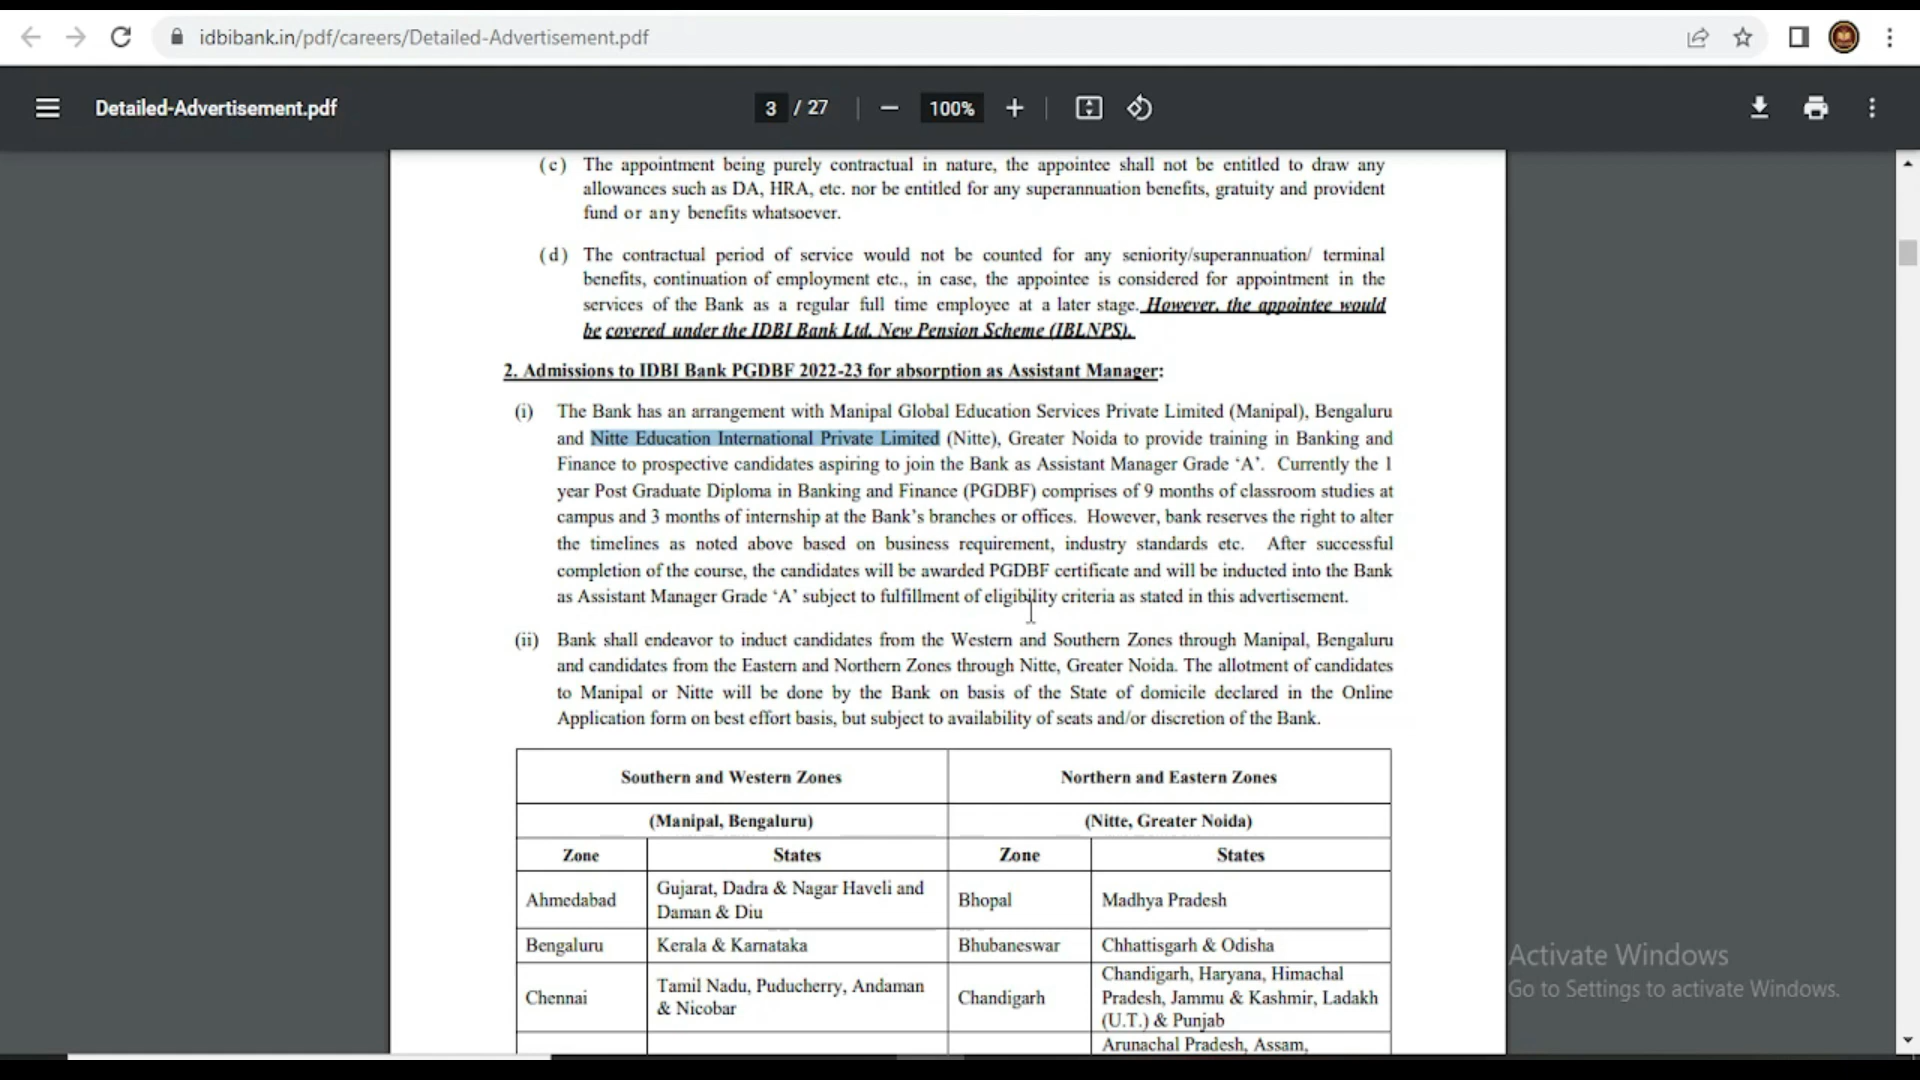 idbibank.in/pdf/careers/Detailed-Advertisement.pdf
Detailed-Advertisement.pdf
3 / 27
100%
(c) The appointment being purely contractual in nature, the appointee shall not be entitled to draw any
allowances such as DA, HRA, etc. nor be entitled for any superannuation benefits, gratuity and provident
fund or any benefits whatsoever.
(d) The contractual period of service would not be counted for any seniority/superannuation/ terminal
benefits, continuation of employment etc., in case, the appointee is considered for appointment in the
services of the Bank as a regular full time employee at a later stage. However, the appointee would
be covered under the IDBI Bank Ltd. New Pension Scheme (IBLNPS).
2. Admissions to IDBI Bank PGDBF 2022-23 for absorption as Assistant Manager:
(i) The Bank has an arrangement with Manipal Global Education Services Private Limited (Manipal), Bengaluru
and Nitte Education International Private Limited (Nitte), Greater Noida to provide training in Banking and
Finance to prospective candidates aspiring to join the Bank as Assistant Manager Grade ‘A’. Currently the 1
year Post Graduate Diploma in Banking and Finance (PGDBF) comprises of 9 months of classroom studies at
campus and 3 months of internship at the Bank’s branches or offices. However, bank reserves the right to alter
the timelines as noted above based on business requirement, industry standards etc. After successful
completion of the course, the candidates will be awarded PGDBF certificate and will be inducted into the Bank
as Assistant Manager Grade ‘A’ subject to fulfillment of eligibility criteria as stated in this advertisement.
(ii) Bank shall endeavor to induct candidates from the Western and Southern Zones through Manipal, Bengaluru
and candidates from the Eastern and Northern Zones through Nitte, Greater Noida. The allotment of candidates
to Manipal or Nitte will be done by the Bank on basis of the State of domicile declared in the Online
Application form on best effort basis, but subject to availability of seats and/or discretion of the Bank.
Southern and Western Zones Northern and Eastern Zones
(Manipal, Bengaluru) (Nitte, Greater Noida)
Zone States Zone States
Ahmedabad Gujarat, Dadra & Nagar Haveli and
Daman & Diu Bhopal Madhya Pradesh
Bengaluru Kerala & Karnataka Bhubaneswar Chhattisgarh & Odisha
Chennai Tamil Nadu, Puducherry, Andaman
& Nicobar Chandigarh Chandigarh, Haryana, Himachal
Pradesh, Jammu & Kashmir, Ladakh
(U.T.) & Punjab
Arunachal Pradesh, Assam,
Activate Windows
Go to Settings to activate Windows.